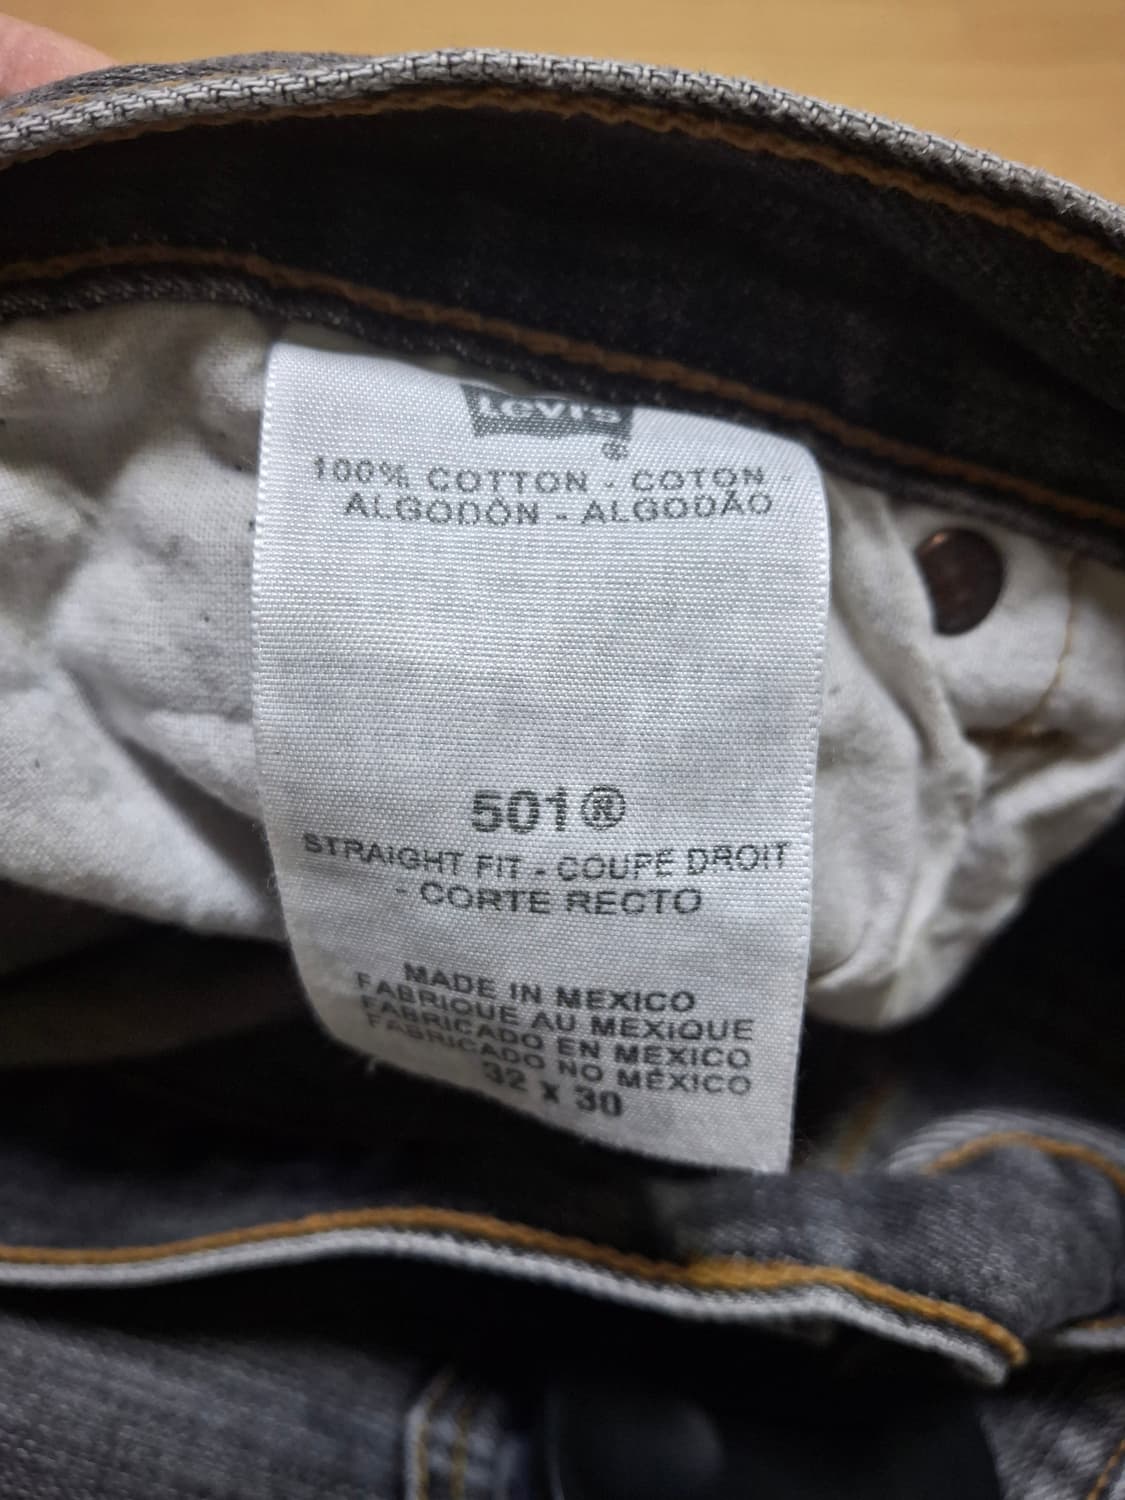 Levi's
®
100% COTTON - COTON -
ALGODÓN - ALGODÃO
501®
STRAIGHT FIT - COUPE DROIT
- CORTE RECTO
MADE IN MEXICO
FABRIQUE AU MEXIQUE
FABRICADO EN MEXICO
FABRICADO NO MÉXICO
32 X 30